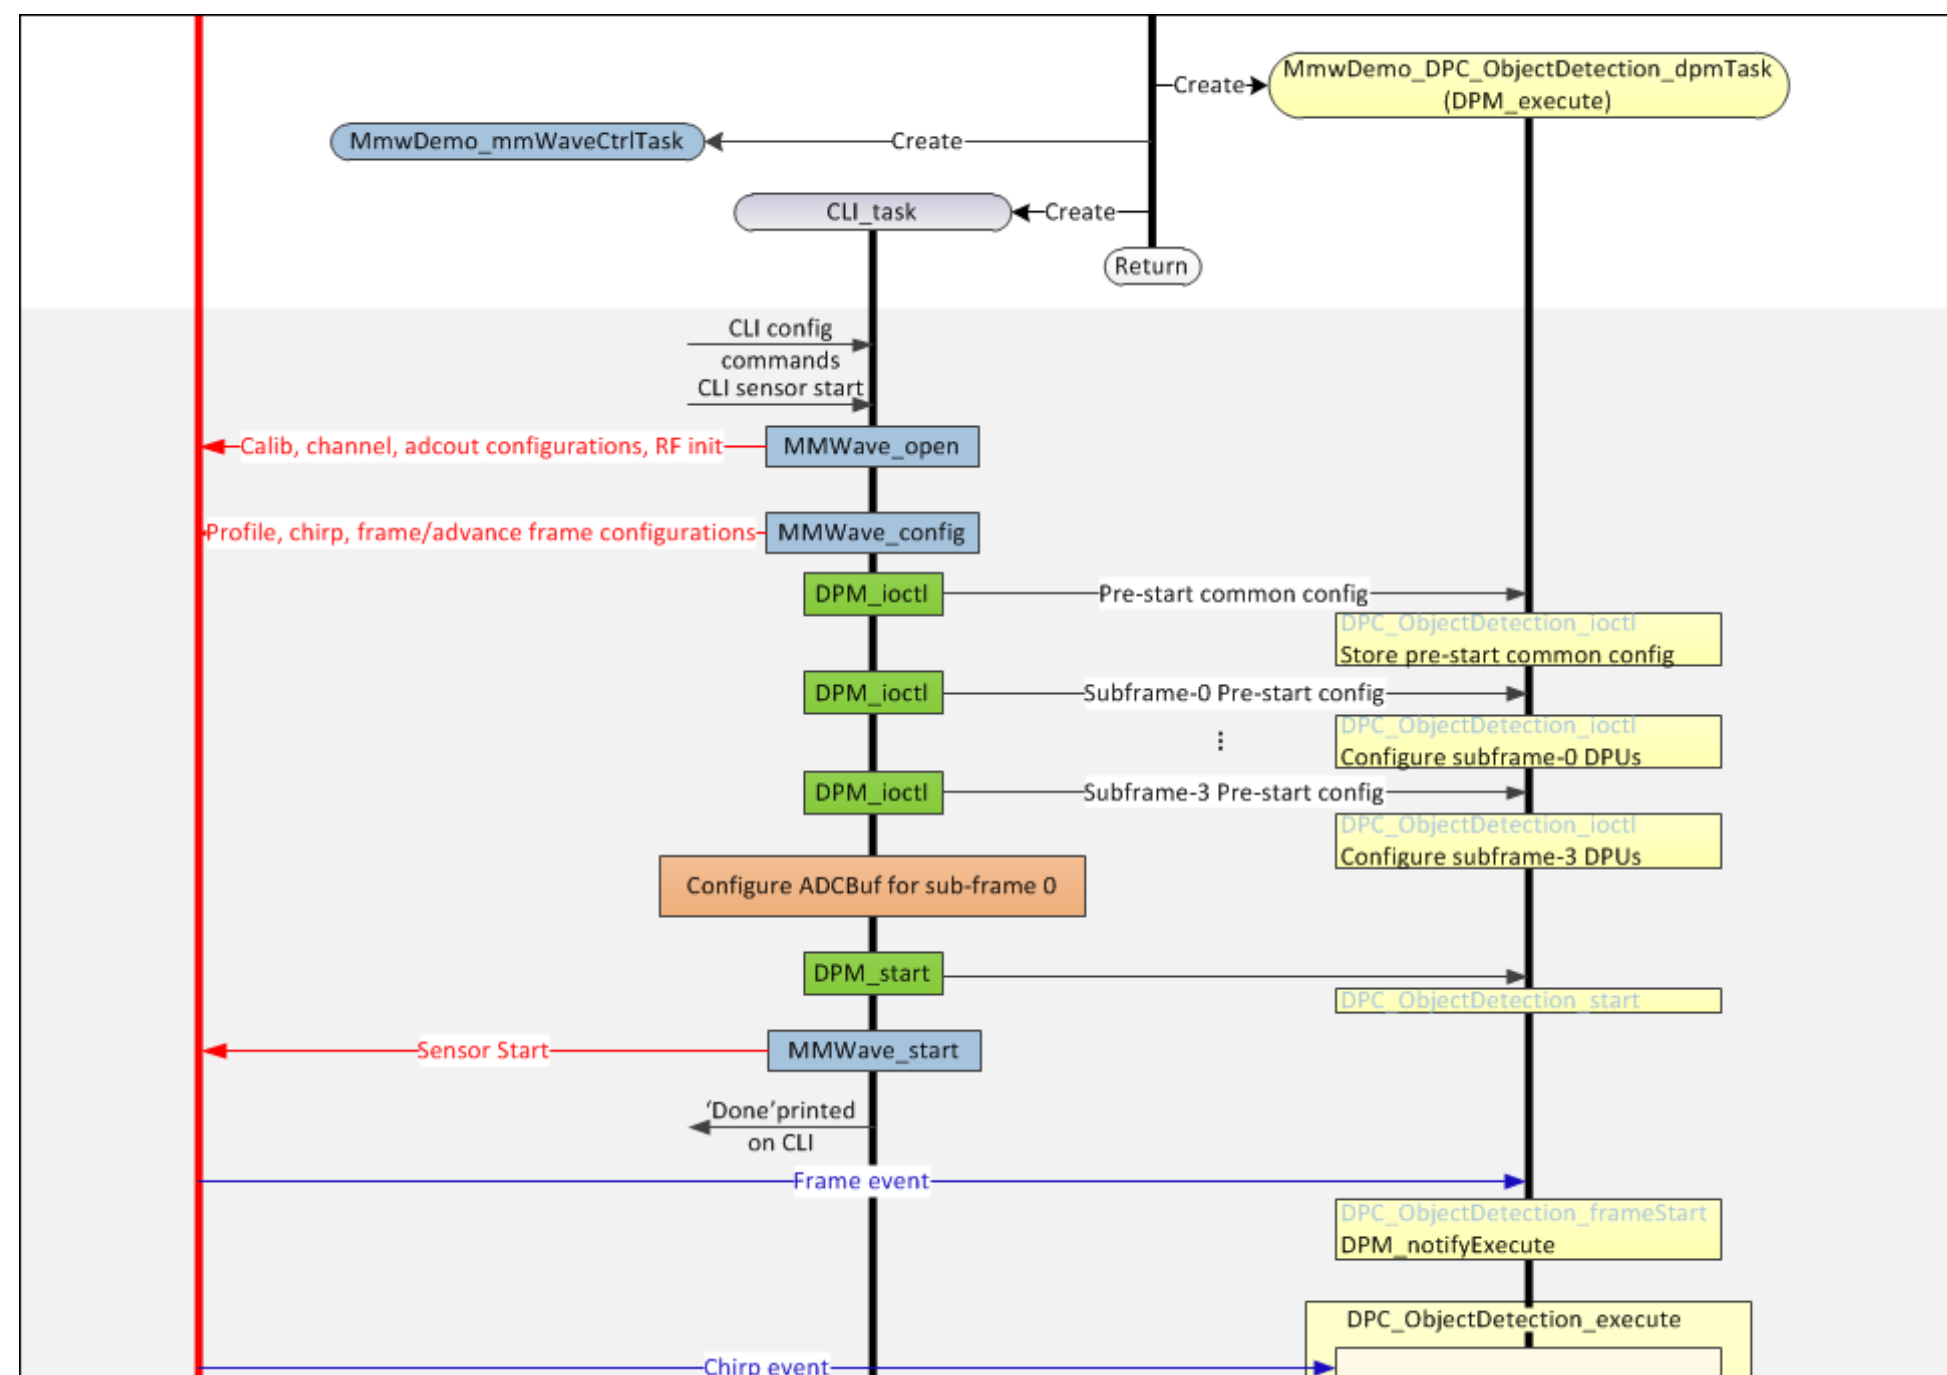 Create
MmwDemo_DPC_ObjectDetection_dpmTask
(DPM_execute)
MmwDemo_mmWaveCtrlTask
Create
CLI_task
Create
Return
CLI config
commands
CLI sensor start
Calib, channel, adcout configurations, RF init
MMWave_open
Profile, chirp, frame/advance frame configurations
MMWave_config
DPM_ioctl
Pre-start common config
DPC_ObjectDetection_ioctl
Store pre-start common config
DPM_ioctl
Subframe-0 Pre-start config
DPC_ObjectDetection_ioctl
Configure subframe-0 DPUs
DPM_ioctl
Subframe-3 Pre-start config
DPC_ObjectDetection_ioctl
Configure subframe-3 DPUs
Configure ADCBuf for sub-frame 0
DPM_start
DPC_ObjectDetection_start
Sensor Start
MMWave_start
‘Done’printed
on CLI
Frame event
DPC_ObjectDetection_frameStart
DPM_notifyExecute
DPC_ObjectDetection_execute
Chirp event